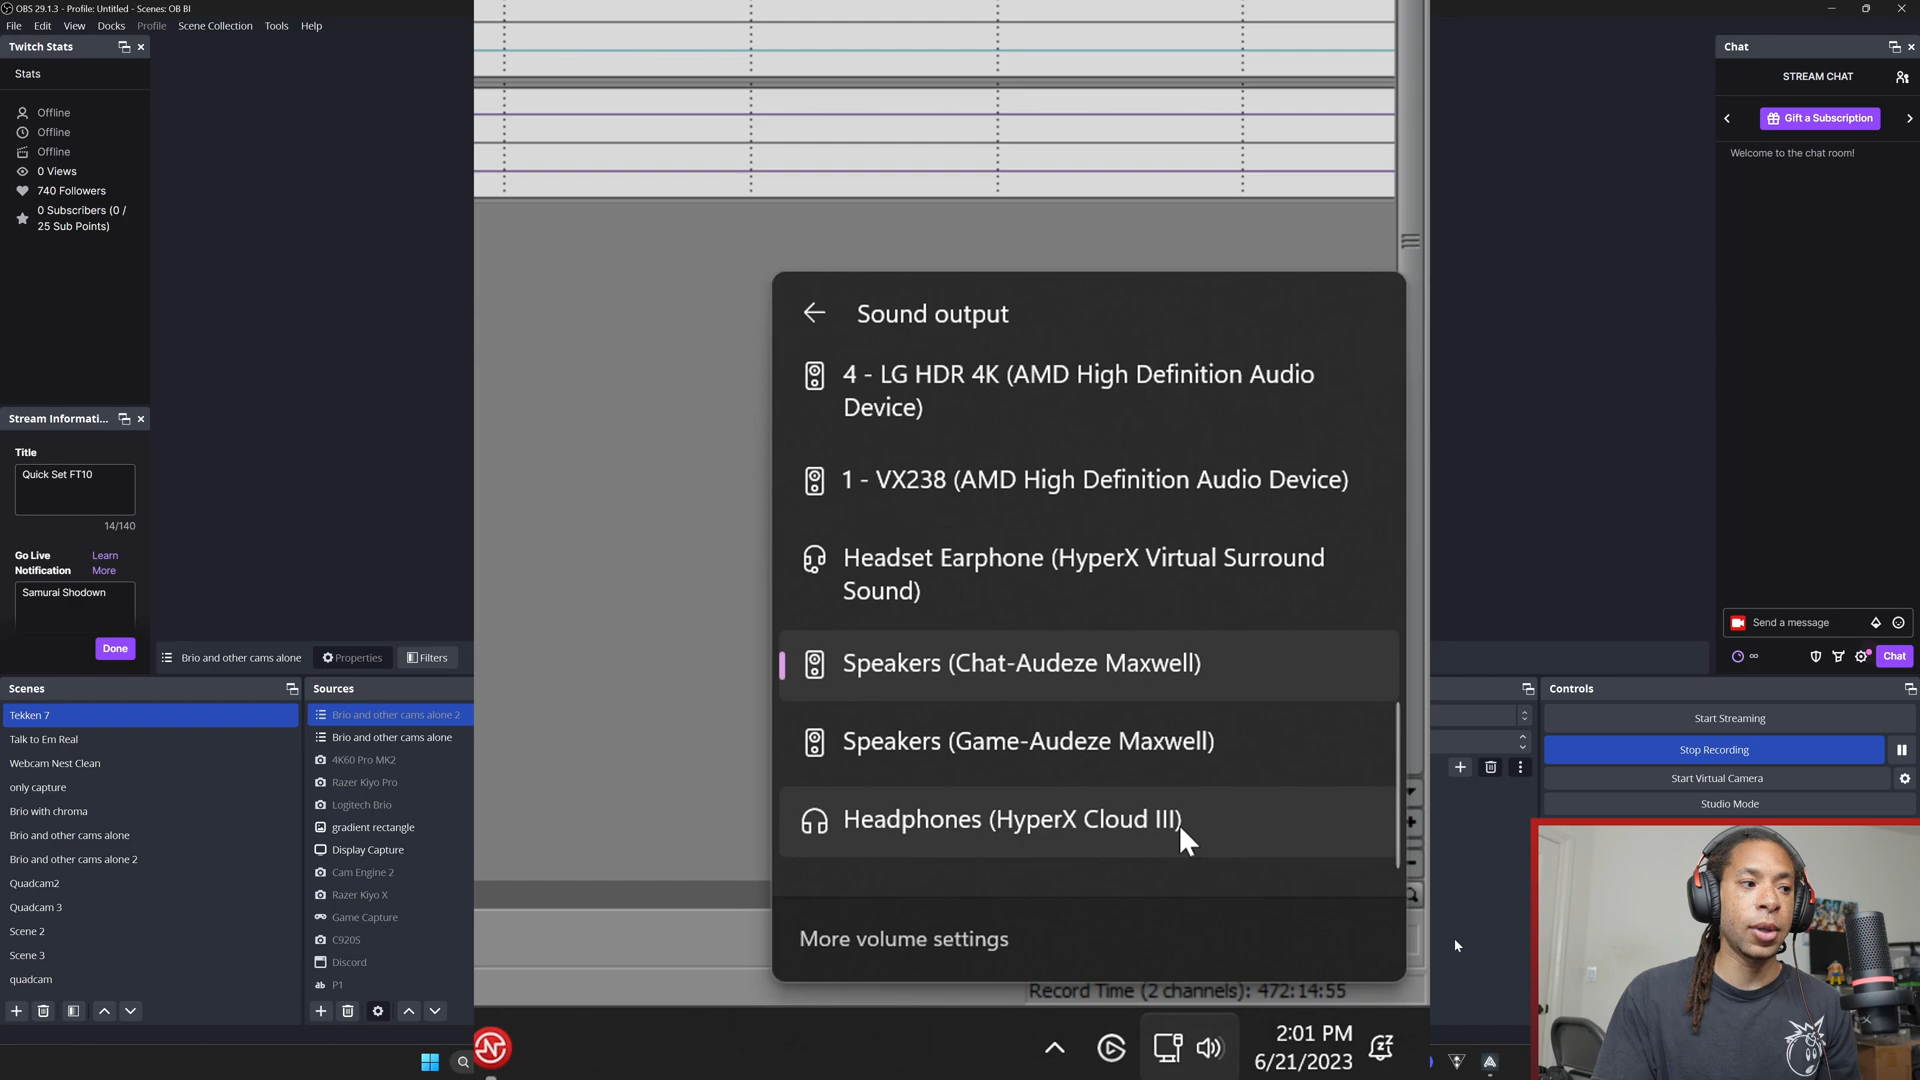 OBS 29.1.3 - Profile: Untitled - Scenes: OB BI
File Edit View Docks Profile Scene Collection Tools Help
Twitch Stats
Stats
Offline
Offline
Offline
0 Views
740 Followers
0 Subscribers (0 /
25 Sub Points)
Stream Informati...
Title
Quick Set FT10
14/140
Go Live
Notification
Learn
More
Samurai Shodown
Done
Brio and other cams alone
Properties
Filters
Scenes
Tekken 7
Talk to Em Real
Webcam Nest Clean
only capture
Brio with chroma
Brio and other cams alone
Brio and other cams alone 2
Quadcam2
Quadcam 3
Scene 2
Scene 3
quadcam
Sources
Brio and other cams alone 2
Brio and other cams alone
4K60 Pro MK2
Razer Kiyo Pro
Logitech Brio
gradient rectangle
Display Capture
Cam Engine 2
Razer Kiyo X
Game Capture
C920S
Discord
ab P1
Sound output
4 - LG HDR 4K (AMD High Definition Audio
Device)
1 - VX238 (AMD High Definition Audio Device)
Headset Earphone (HyperX Virtual Surround
Sound)
Speakers (Chat-Audeze Maxwell)
Speakers (Game-Audeze Maxwell)
Headphones (HyperX Cloud III)
More volume settings
Record Time (2 channels): 472:14:55
2:01 PM
6/21/2023
Chat
STREAM CHAT
Gift a Subscription
Welcome to the chat room!
Send a message
Chat
Controls
Start Streaming
Stop Recording
Start Virtual Camera
Studio Mode